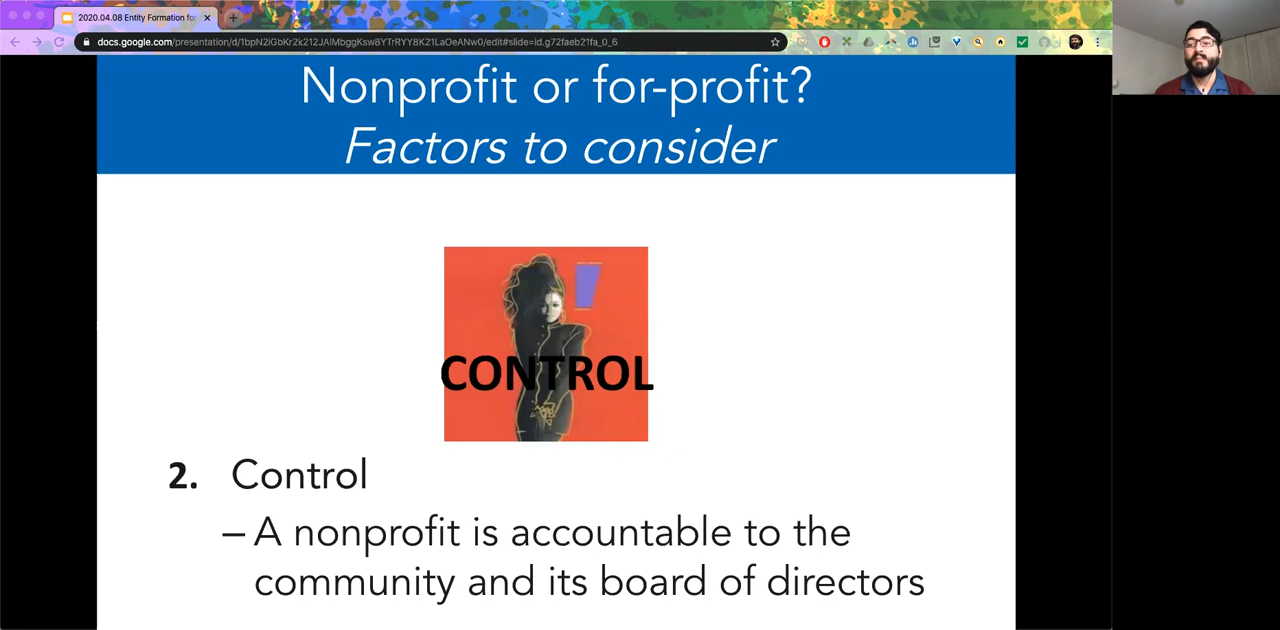 2020.04.08 Entity Formation for
docs.google.com/presentation/d/1bpN2iGbKr2k212JAlMbggKsw8YTrRYY8K21LaOeANw0/edit#slide=id.g72faeb21fa_0_6
Nonprofit or for-profit?
Factors to consider
CONTROL
2. Control
– A nonprofit is accountable to the
community and its board of directors